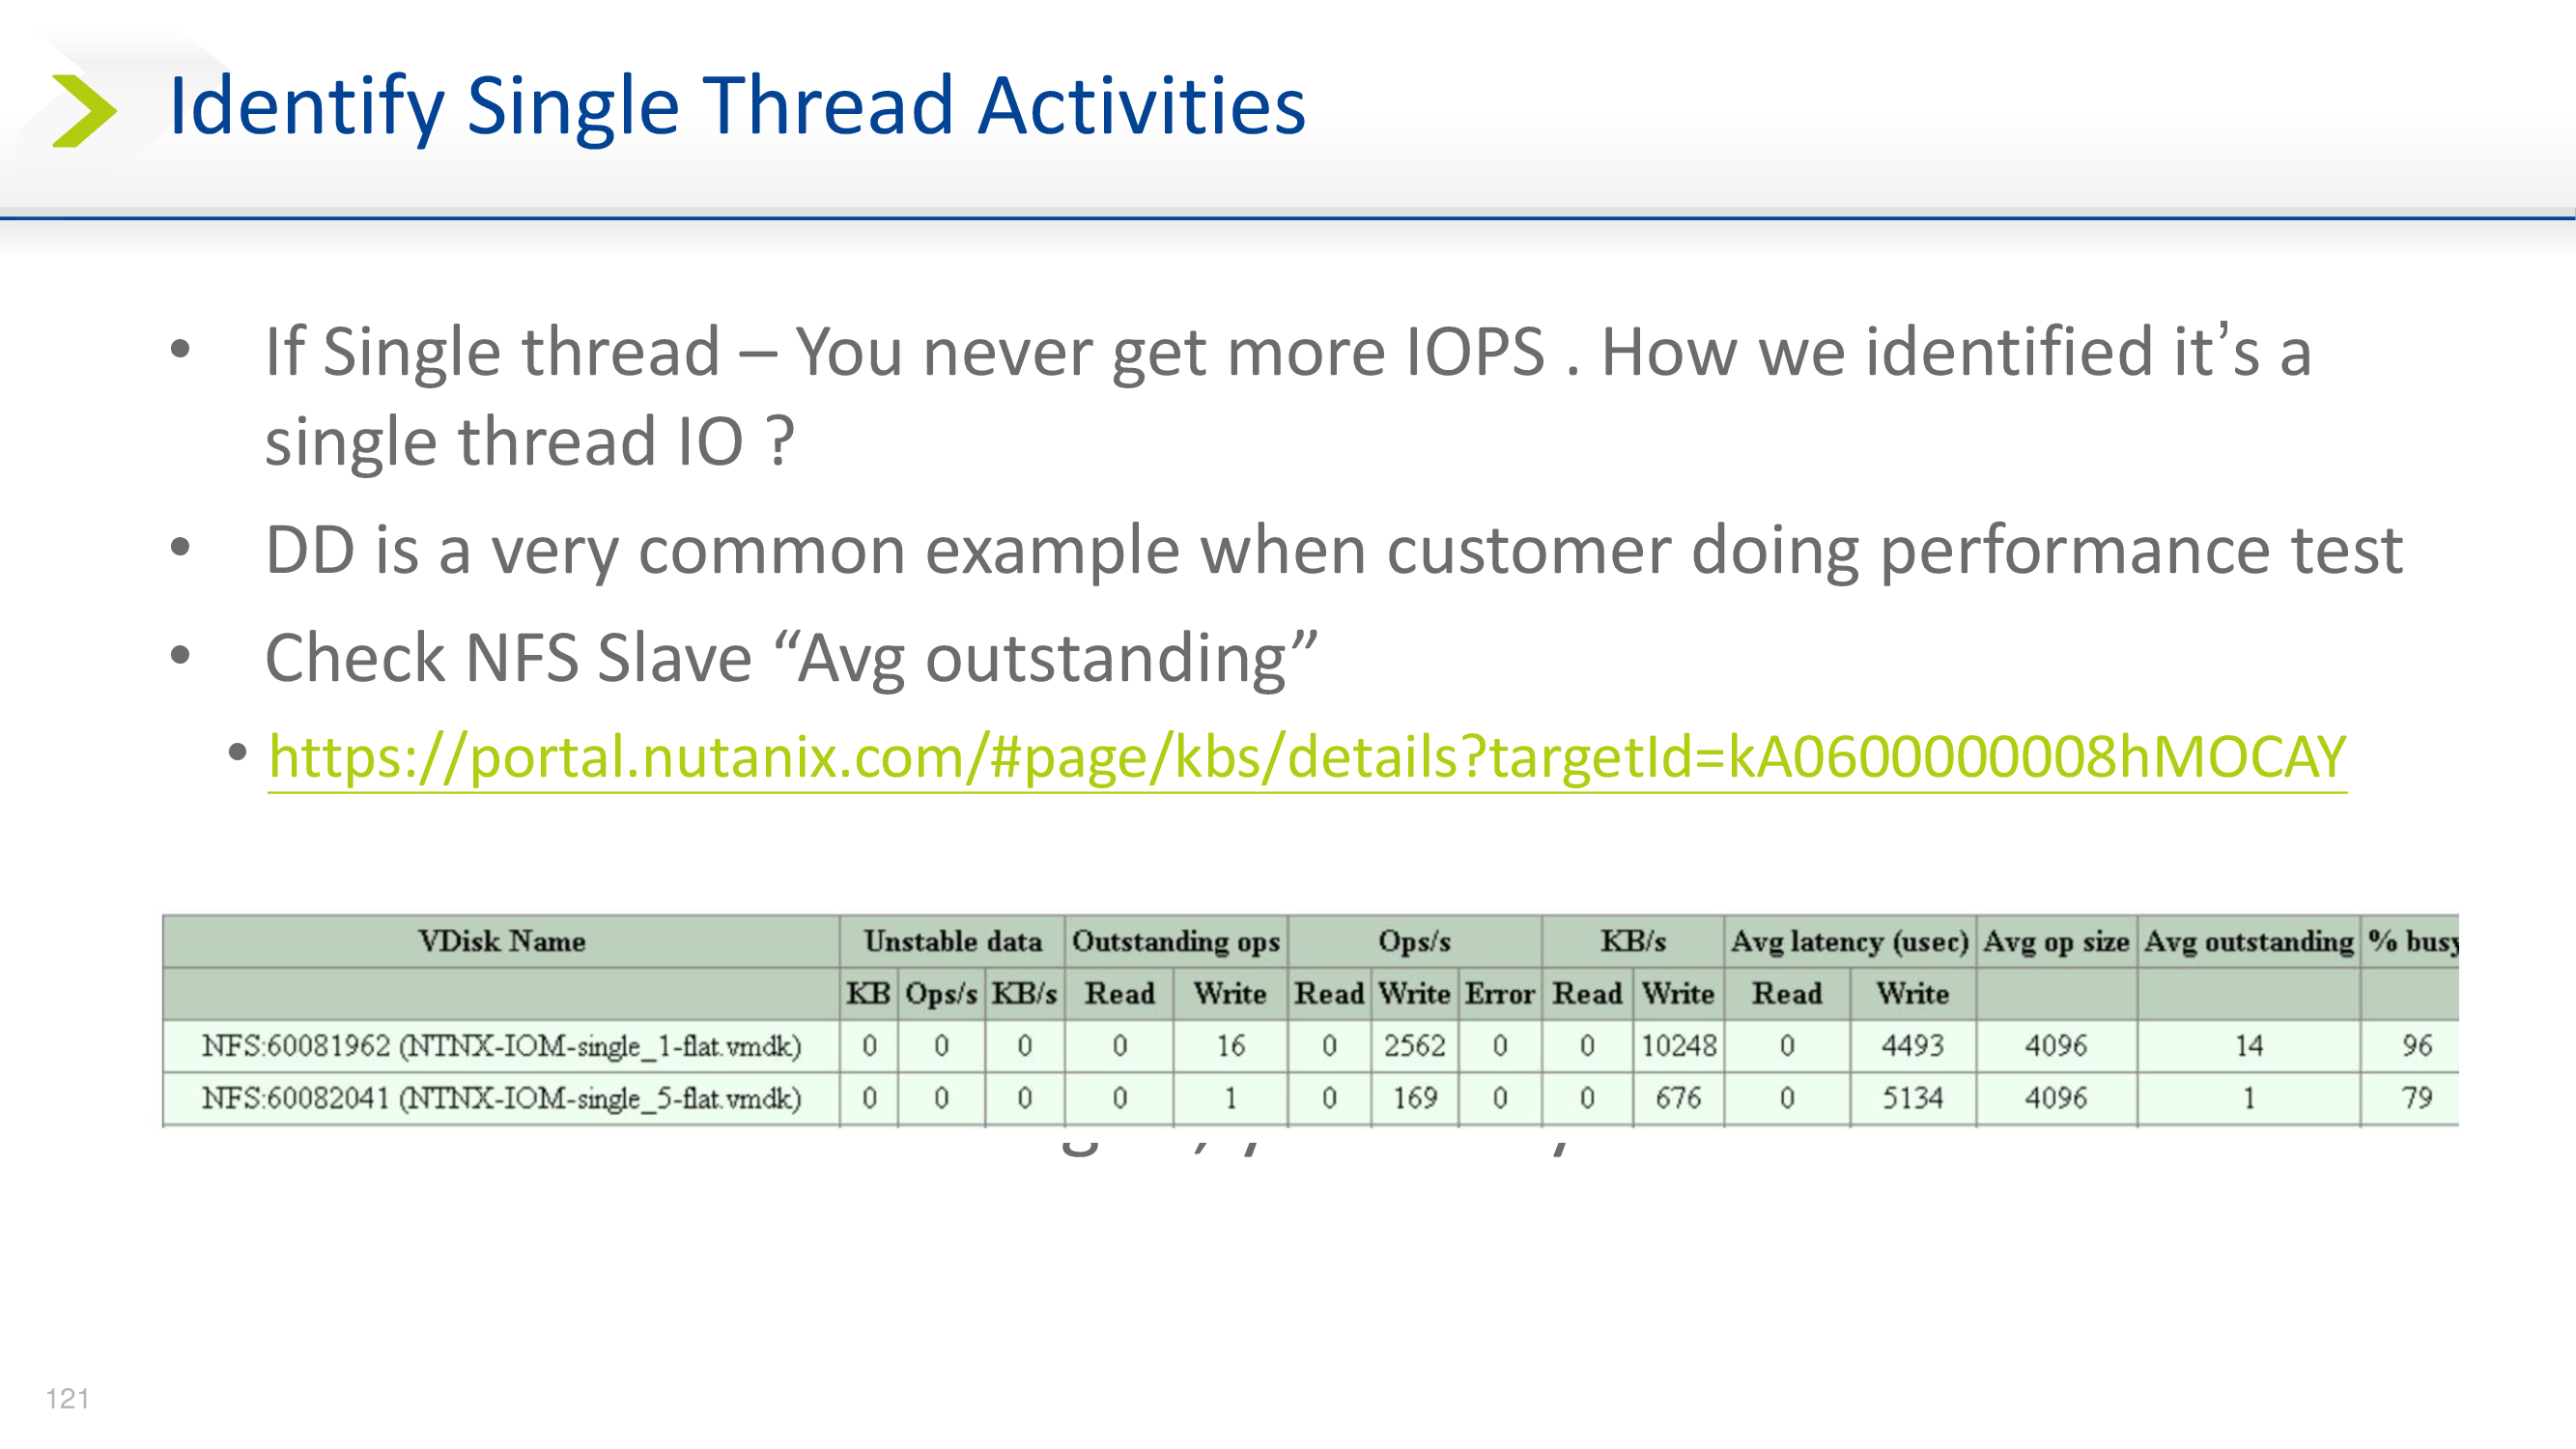 Identify Single Thread Activities
• If Single thread – You never get more IOPS . How we identified it’s a
single thread IO ?
• DD is a very common example when customer doing performance test
• Check NFS Slave “Avg outstanding”
• https://portal.nutanix.com/#page/kbs/details?targetId=kA0600000008hMOCAY
VDisk Name Unstable data Outstanding ops Ops/s KB/s Avg latency (usec) Avg op size Avg outstanding % busy
KB Ops/s KB/s Read Write Read Write Error Read Write Read Write
NFS:60081962 (NTNX-IOM-single_1-flat.vmdk) 0 0 0 0 16 0 2562 0 0 10248 0 4493 4096 14 96
NFS:60082041 (NTNX-IOM-single_5-flat.vmdk) 0 0 0 0 1 0 169 0 0 676 0 5134 4096 1 79
121